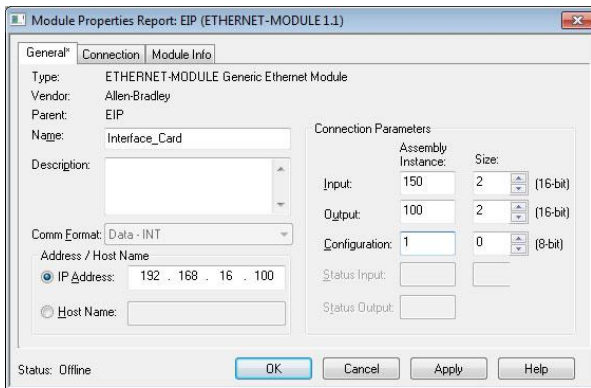 Module Properties Report: EIP (ETHERNET-MODULE 1.1)
General* Connection Module Info
Type: ETHERNET-MODULE Generic Ethernet Module
Vendor: Allen-Bradley
Parent: EIP
Name: Interface_Card
Description:
Comm Format: Data - INT
Address / Host Name
IP Address: 192 . 168 . 16 . 100
Host Name:
Connection Parameters
Assembly
Instance: Size:
Input: 150 2 (16-bit)
Output: 100 2 (16-bit)
Configuration: 1 0 (8-bit)
Status Input:
Status Output:
Status: Offline OK Cancel Apply Help